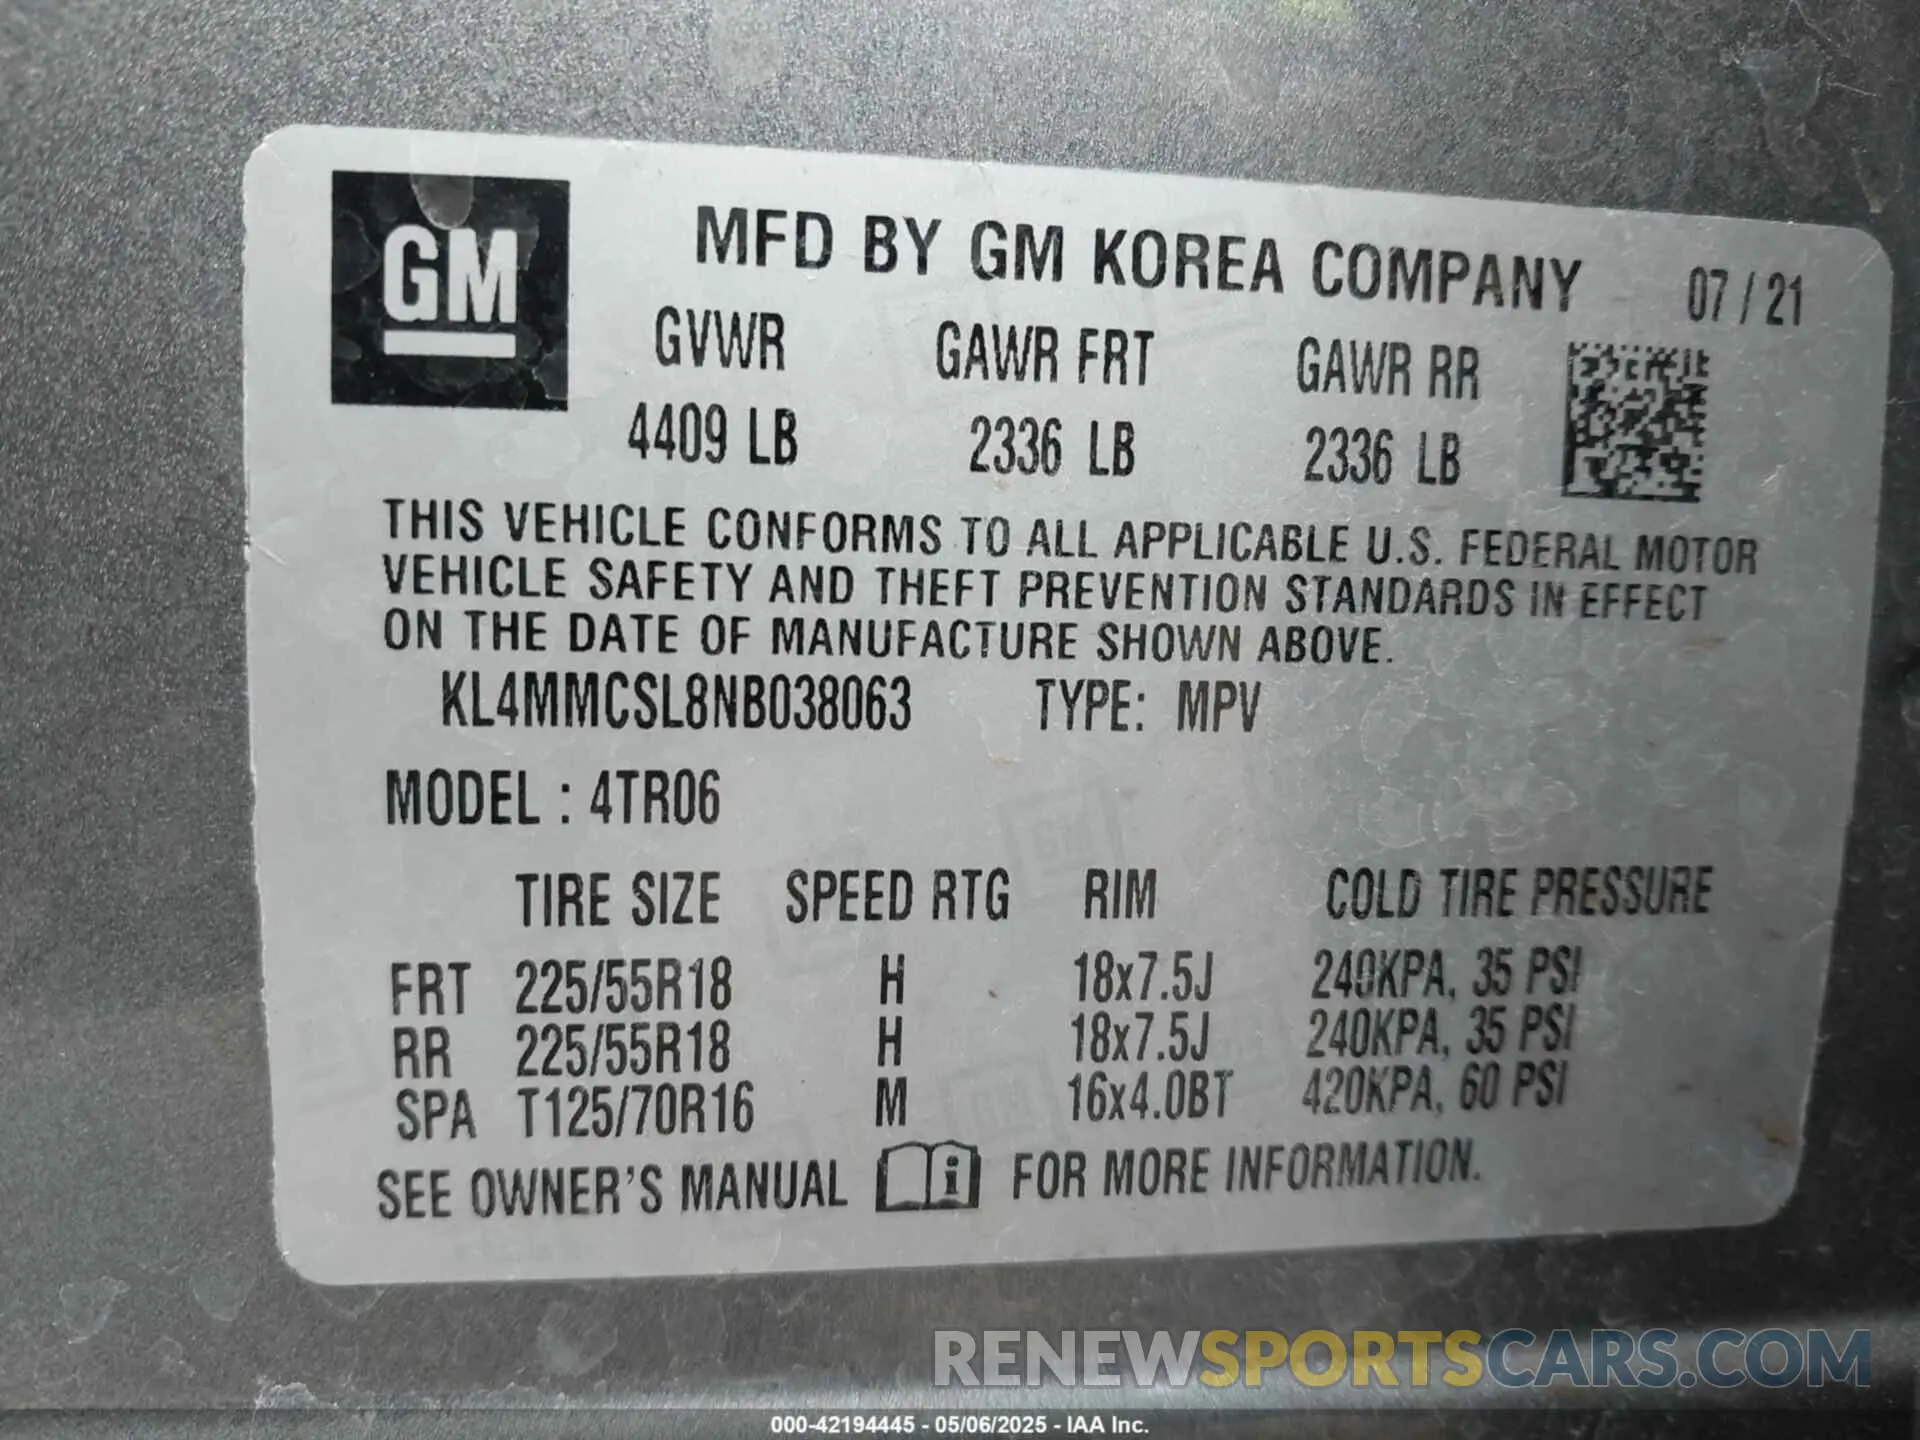 GM
MFD BY GM KOREA COMPANY 07 / 21
GVWR GAWR FRT GAWR RR
4409 LB 2336 LB 2336 LB
THIS VEHICLE CONFORMS TO ALL APPLICABLE U.S. FEDERAL MOTOR
VEHICLE SAFETY AND THEFT PREVENTION STANDARDS IN EFFECT
ON THE DATE OF MANUFACTURE SHOWN ABOVE.
KL4MMCSL8NB038063 TYPE: MPV
MODEL : 4TR06
TIRE SIZE SPEED RTG RIM COLD TIRE PRESSURE
FRT 225/55R18 H 18x7.5J 240KPA, 35 PSI
RR 225/55R18 H 18x7.5J 240KPA, 35 PSI
SPA T125/70R16 M 16x4.0BT 420KPA, 60 PSI
SEE OWNER'S MANUAL i FOR MORE INFORMATION.
RENEWSPORTSCARS.COM
000-42194445 - 05/06/2025 - IAA Inc.